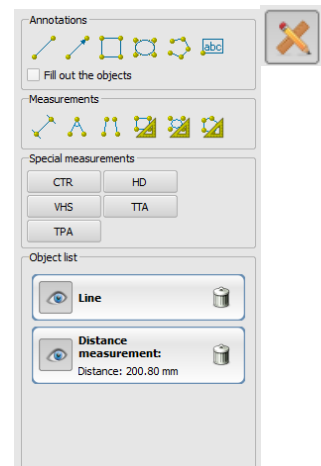 Annotations
abc
Fill out the objects
Measurements
Special measurements
CTR HD
VHS TTA
TPA
Object list
Line
Distance
measurement:
Distance: 200.80 mm